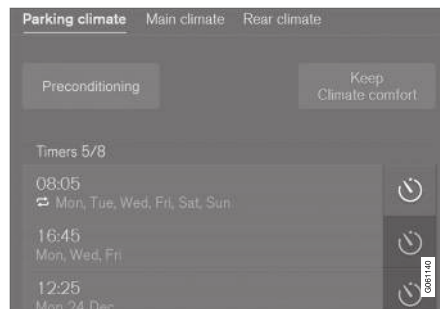 Parking climate Main climate Rear climate
Preconditioning
Keep
Climate comfort
Timers 5/8
08:05
Mon, Tue, Wed, Fri, Sat, Sun
16:45
Mon, Wed, Fri
12:25
Mon 24 Dec
G061140